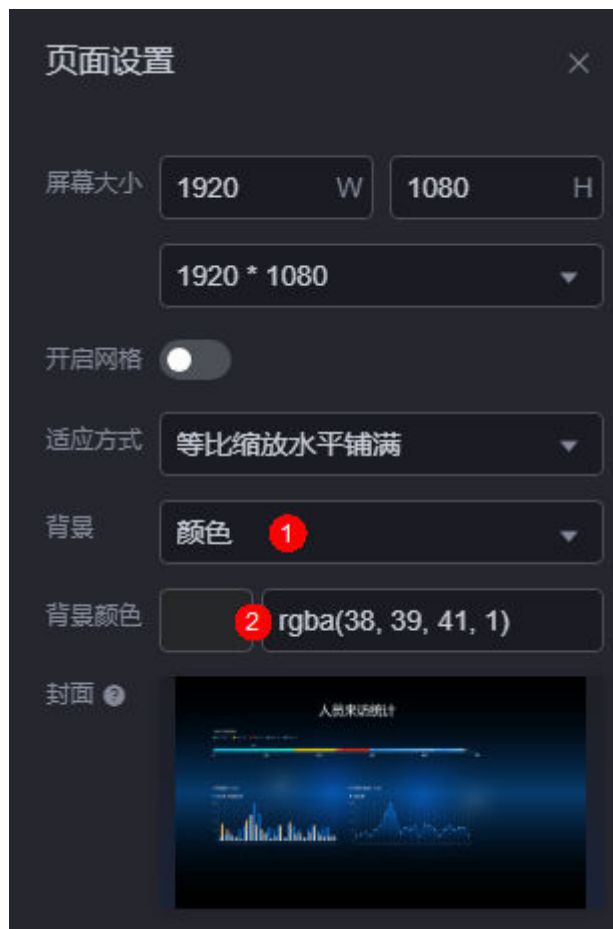 页面设置
屏幕大小 1920 W 1080 H
1920 * 1080
开启网格
适应方式 等比缩放水平铺满
背景 颜色 1
背景颜色 2 rgba(38, 39, 41, 1)
封面 ?
人员来访统计